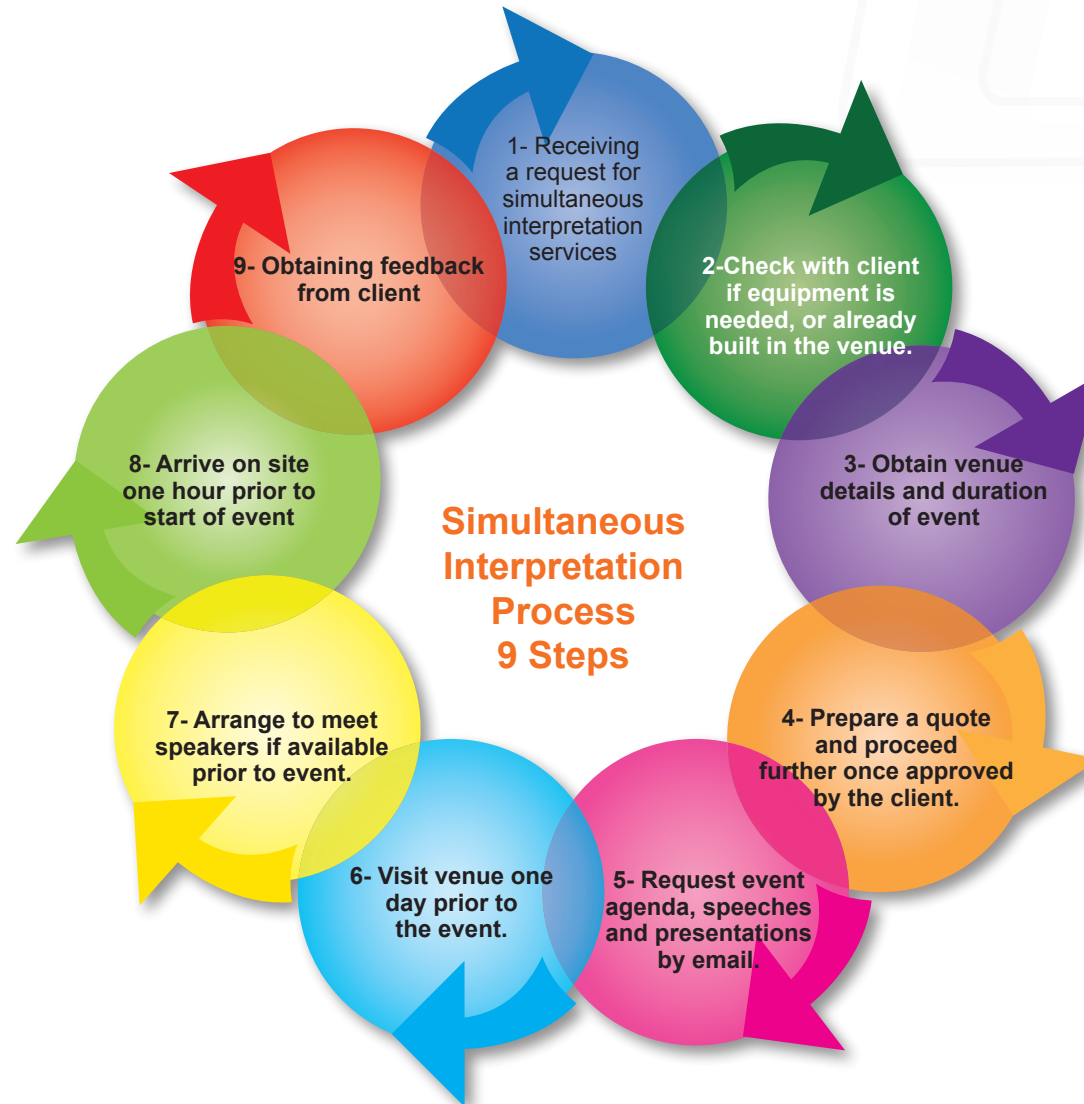 1- Receiving
a request for
simultaneous
interpretation
services
2-Check with client
if equipment is
needed, or already
built in the venue.
3- Obtain venue
details and duration
of event
4- Prepare a quote
and proceed
further once approved
by the client.
5- Request event
agenda, speeches
and presentations
by email.
6- Visit venue one
day prior to
the event.
7- Arrange to meet
speakers if available
prior to event.
8- Arrive on site
one hour prior to
start of event
9- Obtaining feedback
from client
Simultaneous
Interpretation
Process
9 Steps